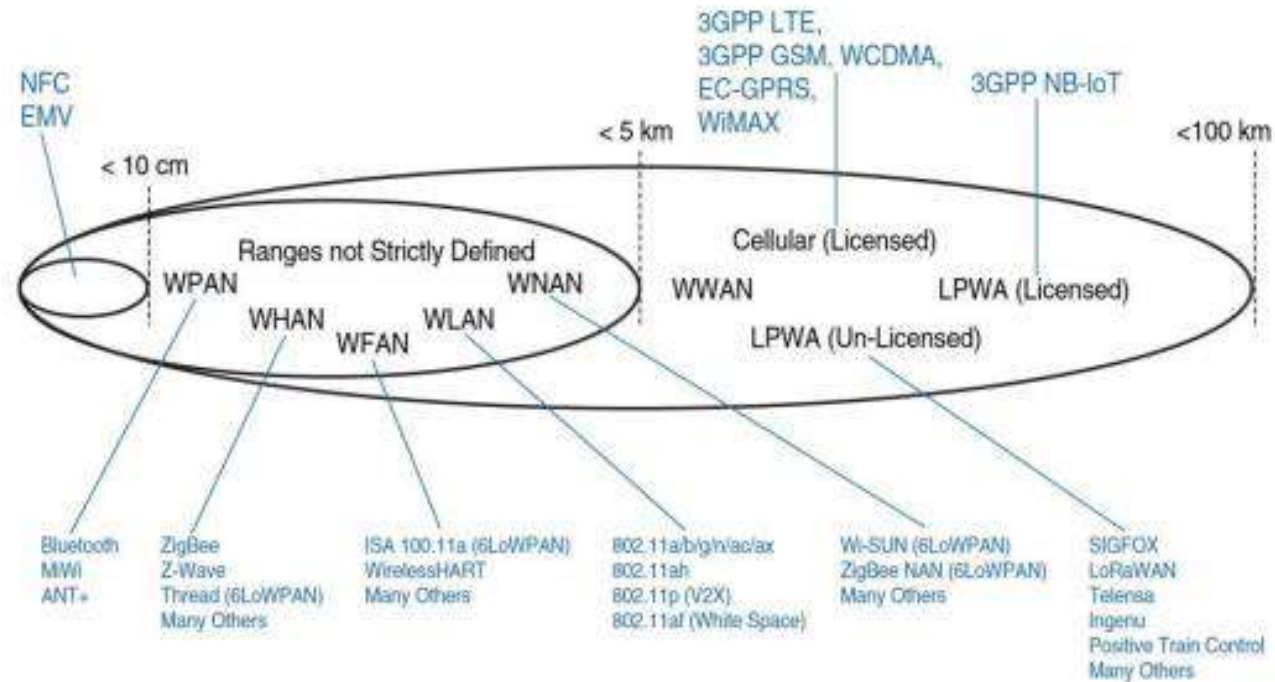 3GPP LTE,
3GPP GSM, WCDMA,
EC-GPRS,
WiMAX
3GPP NB-IoT
NFC
EMV
< 10 cm
< 5 km
<100 km
Ranges not Strictly Defined
Cellular (Licensed)
WPAN
WNAN
WWAN
LPWA (Licensed)
WHAN
WLAN
WFAN
LPWA (Un-Licensed)
Bluetooth
MiWi
ANT+
ZigBee
Z-Wave
Thread (6LoWPAN)
Many Others
ISA 100.11a (6LoWPAN)
WirelessHART
Many Others
802.11a/b/g/n/ac/ax
802.11ah
802.11p (V2X)
802.11af (White Space)
Wi-SUN (6LoWPAN)
ZigBee NAN (6LoWPAN)
Many Others
SIGFOX
LoRaWAN
Telensa
Ingenu
Positive Train Control
Many Others